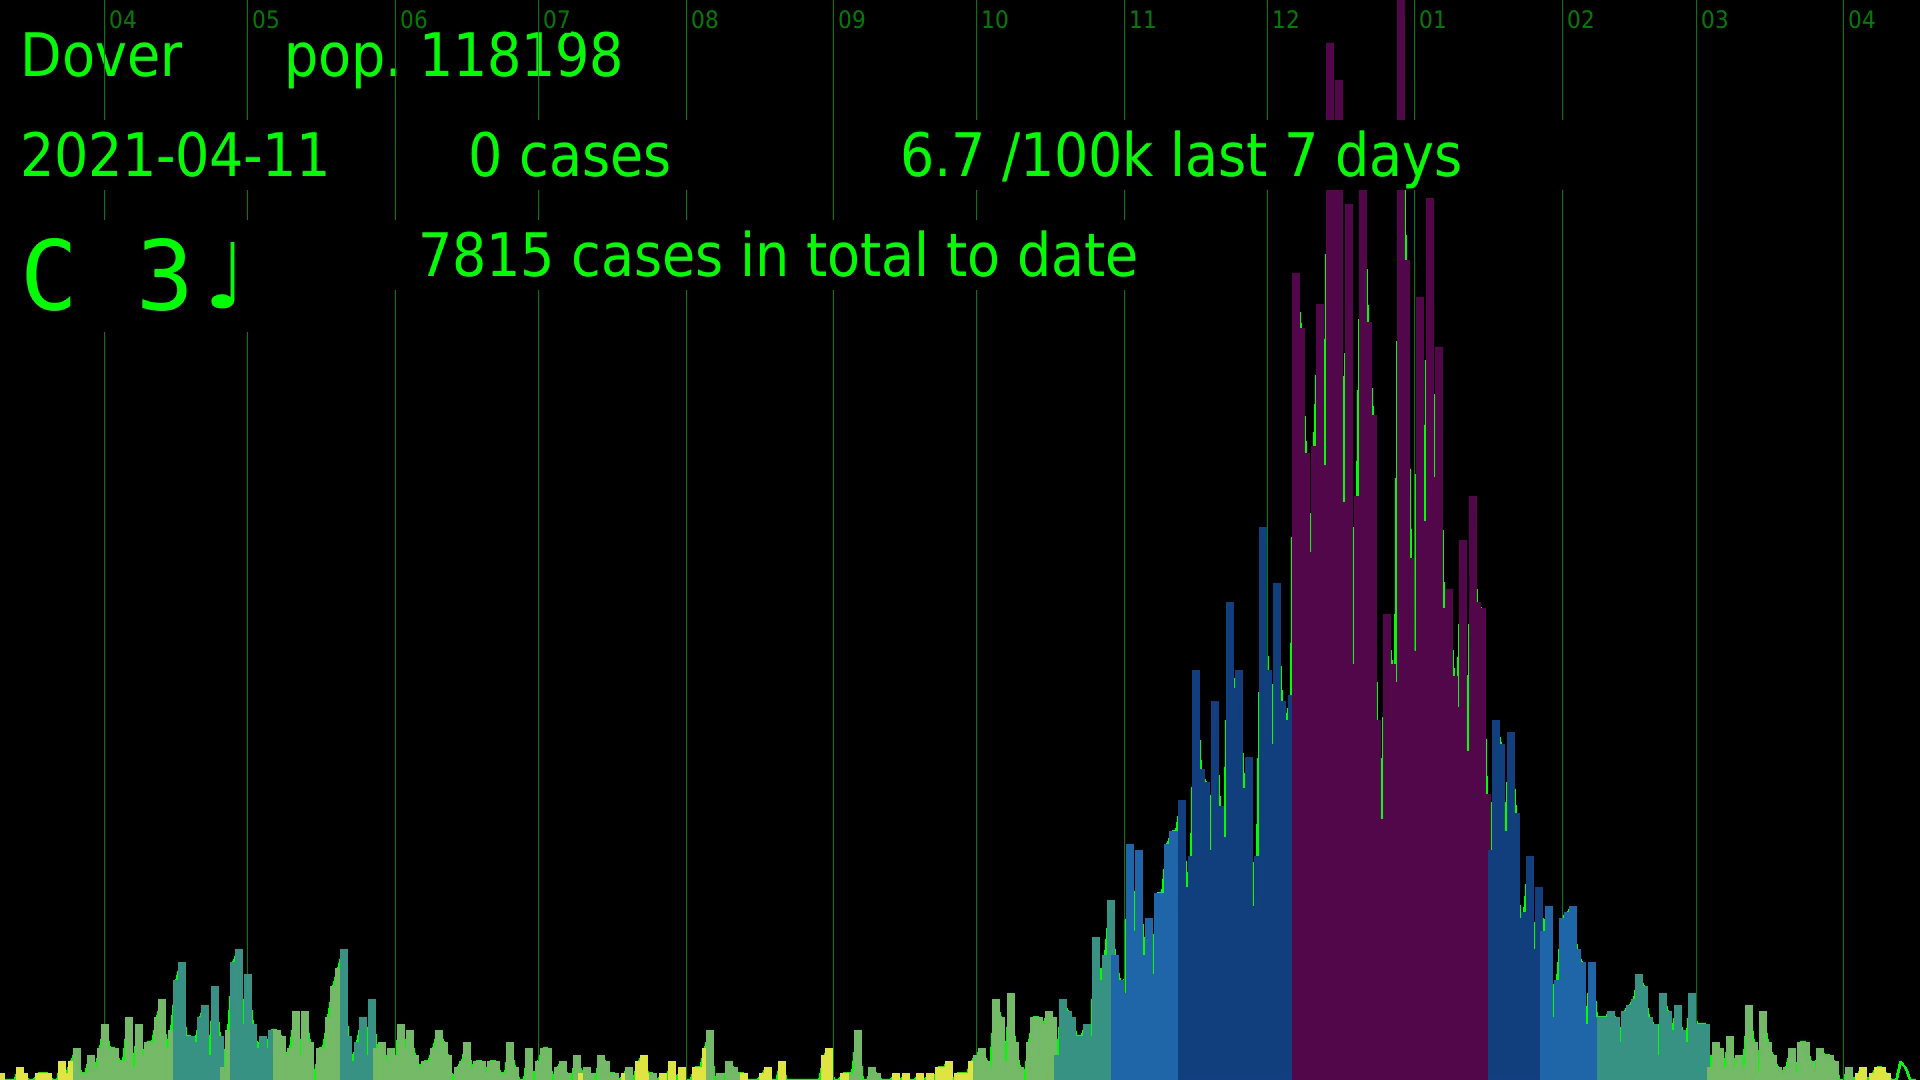 04 05 06 07 08 09 10 11 12 01 02 03 04
Dover pop. 118198
2021-04-11 0 cases 6.7 /100k last 7 days
C 3♩ 7815 cases in total to date